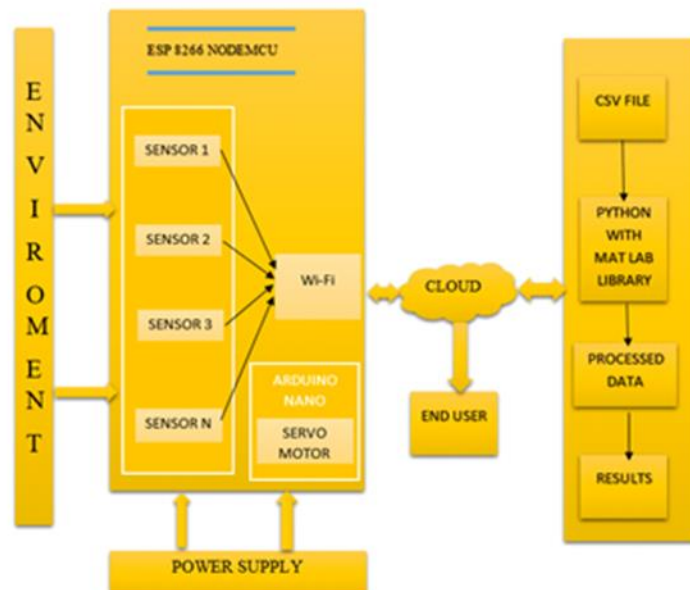 ENVIROMENT
ESP 8266 NODEMCU
SENSOR 1
SENSOR 2
SENSOR 3
SENSOR N
Wi-Fi
ARDUINO
NANO
SERVO
MOTOR
POWER SUPPLY
CLOUD
END USER
CSV FILE
PYTHON
WITH
MAT LAB
LIBRARY
PROCESSED
DATA
RESULTS